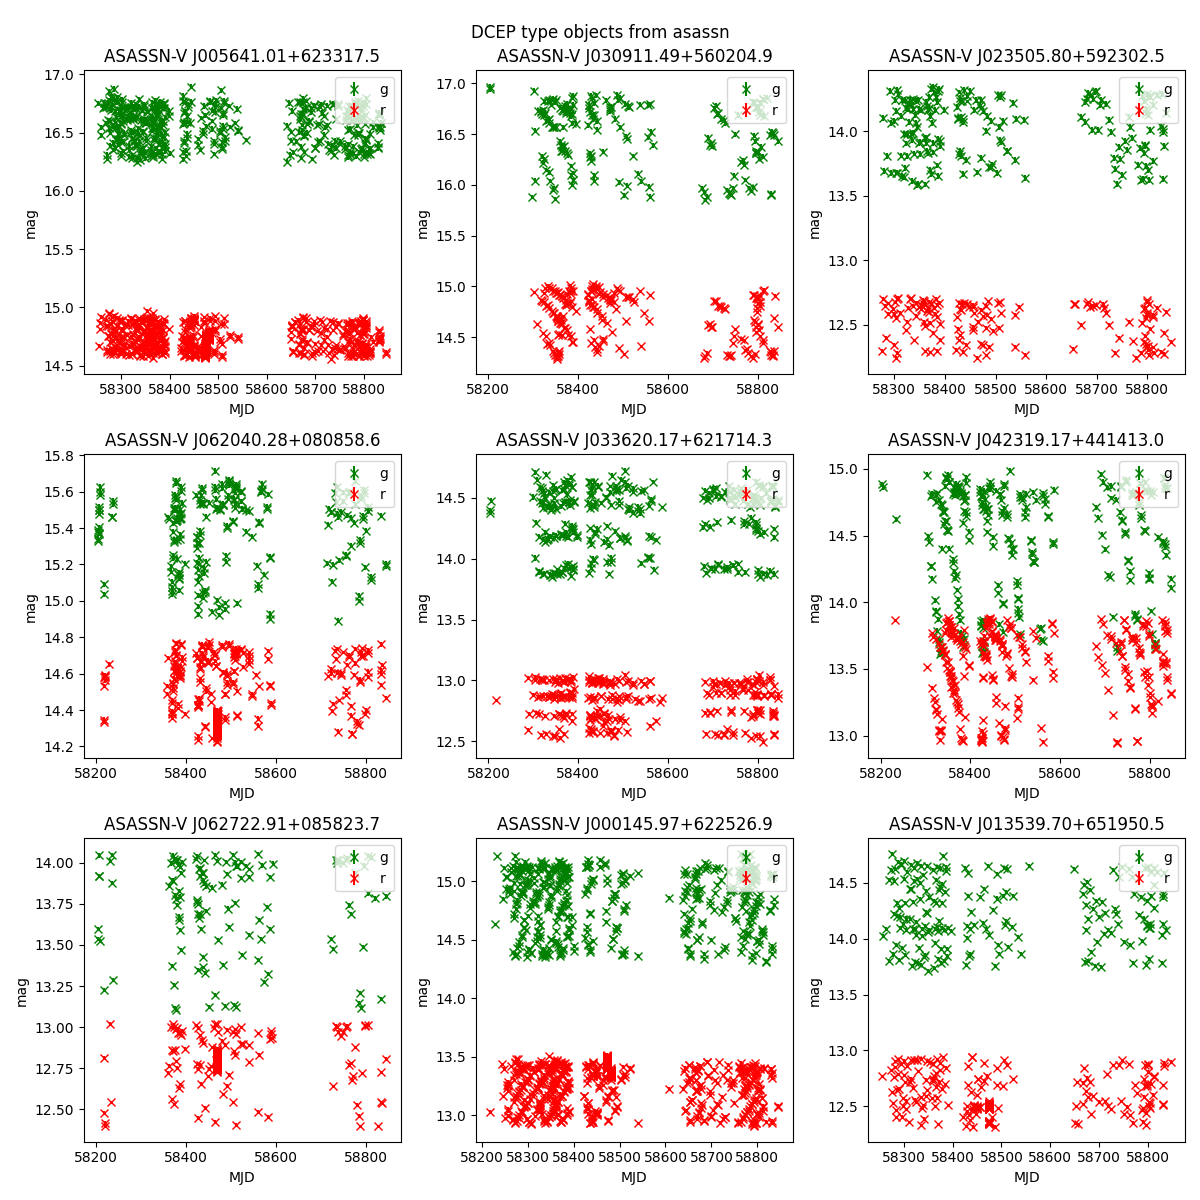 DCEP type objects from asassn
ASASSN-V J005641.01+623317.5
ASASSN-V J030911.49+560204.9
ASASSN-V J023505.80+592302.5
17.0
16.5
16.0
15.5
15.0
14.5
mag
g
r
58300 58400 58500 58600 58700 58800
MJD
17.0
16.5
16.0
15.5
15.0
14.5
mag
g
r
58200 58400 58600 58800
MJD
14.0
13.5
13.0
12.5
mag
g
r
58300 58400 58500 58600 58700 58800
MJD
ASASSN-V J062040.28+080858.6
ASASSN-V J033620.17+621714.3
ASASSN-V J042319.17+441413.0
15.8
15.6
15.4
15.2
15.0
14.8
14.6
14.4
14.2
mag
g
r
58200 58400 58600 58800
MJD
14.5
14.0
13.5
13.0
12.5
mag
g
r
58200 58400 58600 58800
MJD
15.0
14.5
14.0
13.5
13.0
mag
g
r
58200 58400 58600 58800
MJD
ASASSN-V J062722.91+085823.7
ASASSN-V J000145.97+622526.9
ASASSN-V J013539.70+651950.5
14.00
13.75
13.50
13.25
13.00
12.75
12.50
mag
g
r
58200 58400 58600 58800
MJD
15.0
14.5
14.0
13.5
13.0
mag
g
r
58200 58300 58400 58500 58600 58700 58800
MJD
14.5
14.0
13.5
13.0
12.5
mag
g
r
58300 58400 58500 58600 58700 58800
MJD